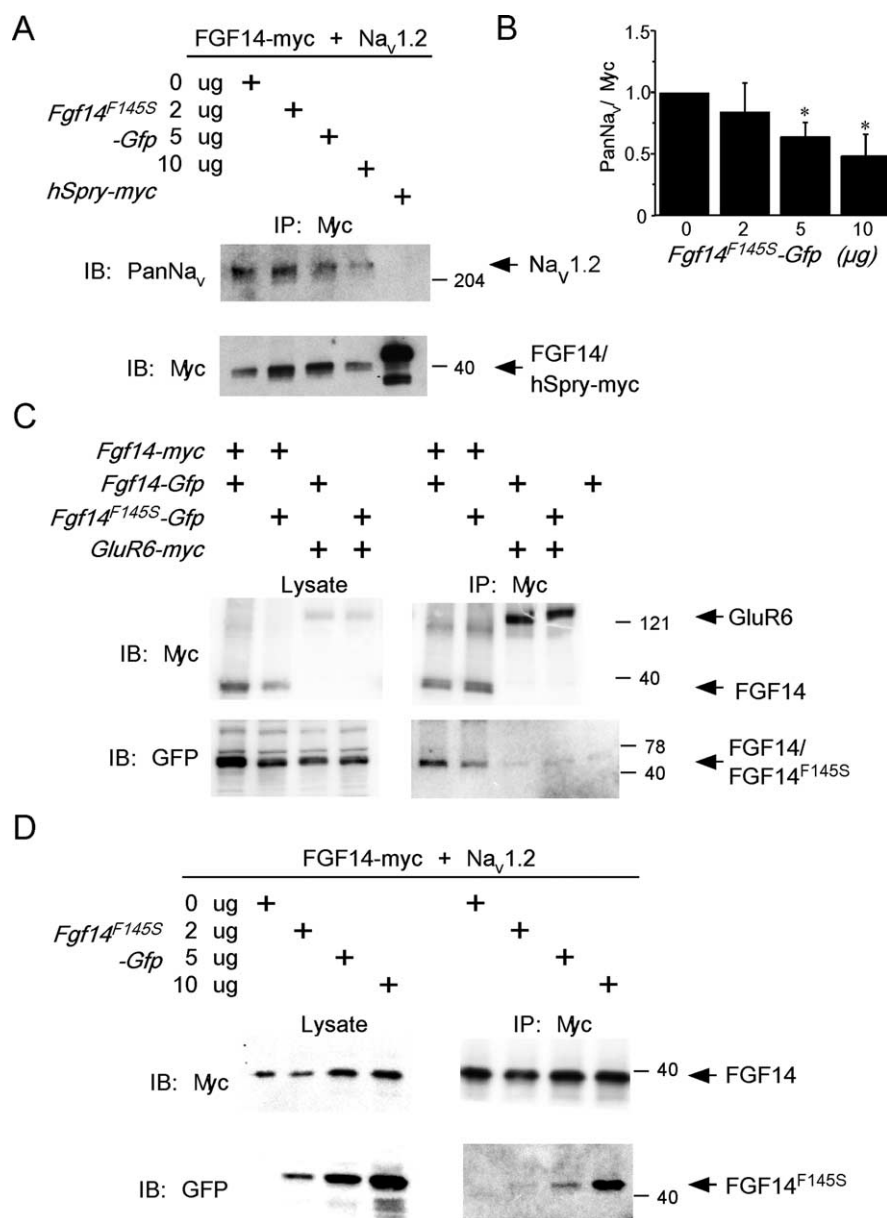 A
FGF14-myc + Nav1.2
0 ug +
Fgf14F145S 2 ug +
-Gfp 5 ug +
10 ug +
hSpry-myc +
IP: Myc
IB: PanNav
204
Nav1.2
IB: Myc
40
FGF14/
hSpry-myc
B
PanNav/ Myc
1.5
1.0
0.5
0
* *
0 2 5 10
Fgf14F145S-Gfp (µg)
C
Fgf14-myc + + + +
Fgf14-Gfp + + + + +
Fgf14F145S-Gfp + + + +
GluR6-myc + + + +
Lysate IP: Myc
IB: Myc
121
GluR6
40
FGF14
IB: GFP
78
40
FGF14/
FGF14F145S
D
FGF14-myc + Nav1.2
0 ug + +
Fgf14F145S 2 ug + +
-Gfp 5 ug + +
10 ug + +
Lysate IP: Myc
IB: Myc
40
FGF14
IB: GFP
40
FGF14F145S